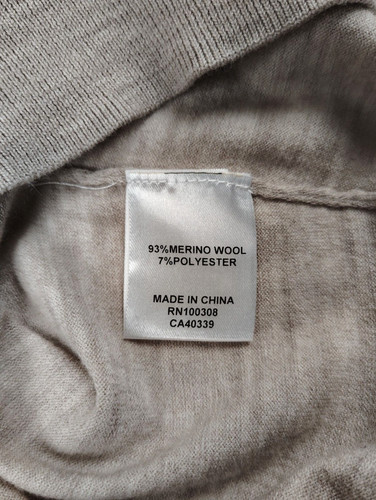 93%MERINO WOOL
7%POLYESTER
MADE IN CHINA
RN100308
CA40339